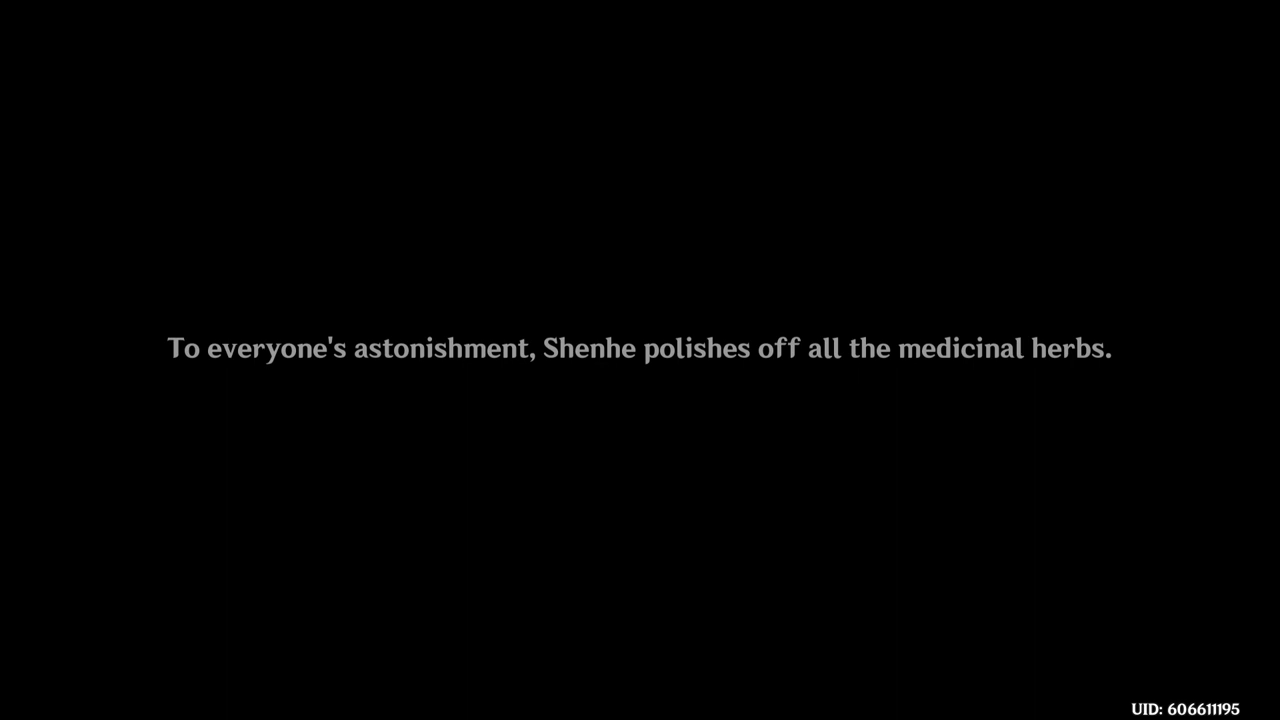 To everyone's astonishment, Shenhe polishes off all the medicinal herbs.
UID: 606611195